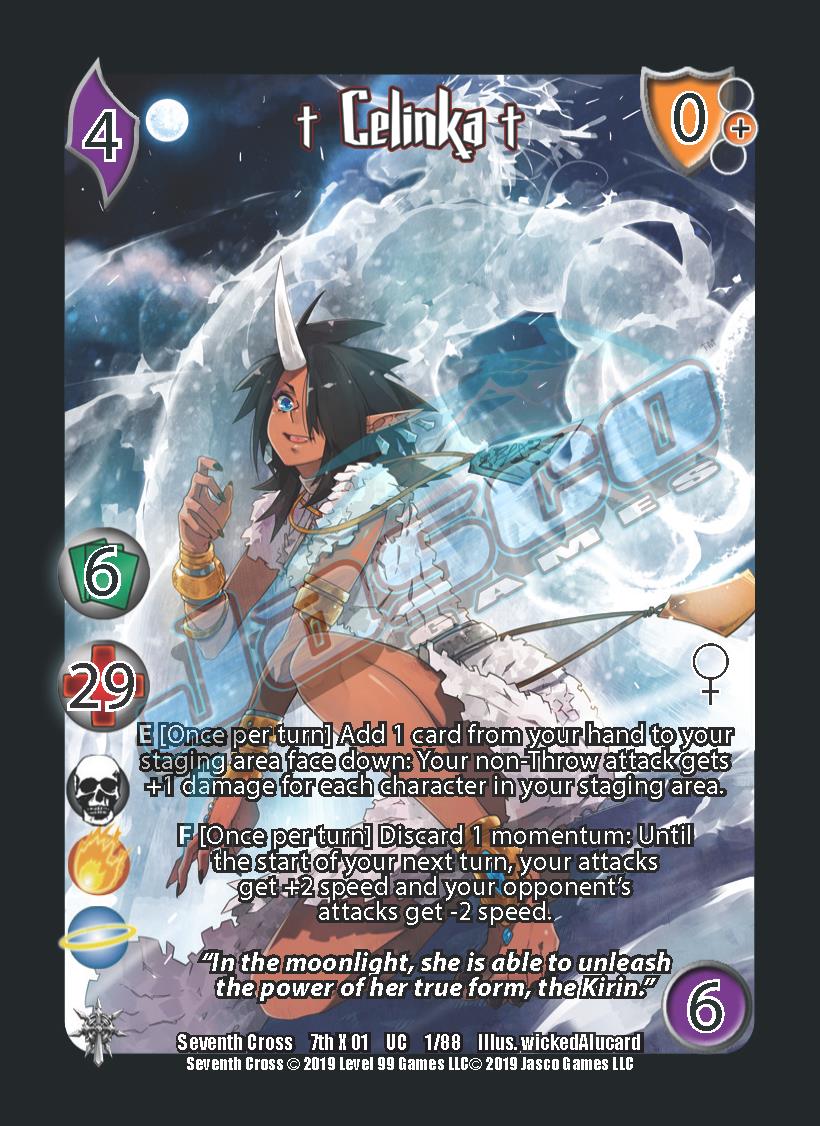 4
† Celinka †
0
+
6
29
JASCO
GAMES
E [Once per turn] Add 1 card from your hand to your
staging area face down: Your non-Throw attack gets
+1 damage for each character in your staging area.
F [Once per turn] Discard 1 momentum: Until
the start of your next turn, your attacks
get +2 speed and your opponent's
attacks get -2 speed.
“In the moonlight, she is able to unleash
the power of her true form, the Kirin.”
6
Seventh Cross 7th X 01 UC 1/88 Illus. wickedAlucard
Seventh Cross © 2019 Level 99 Games LLC© 2019 Jasco Games LLC